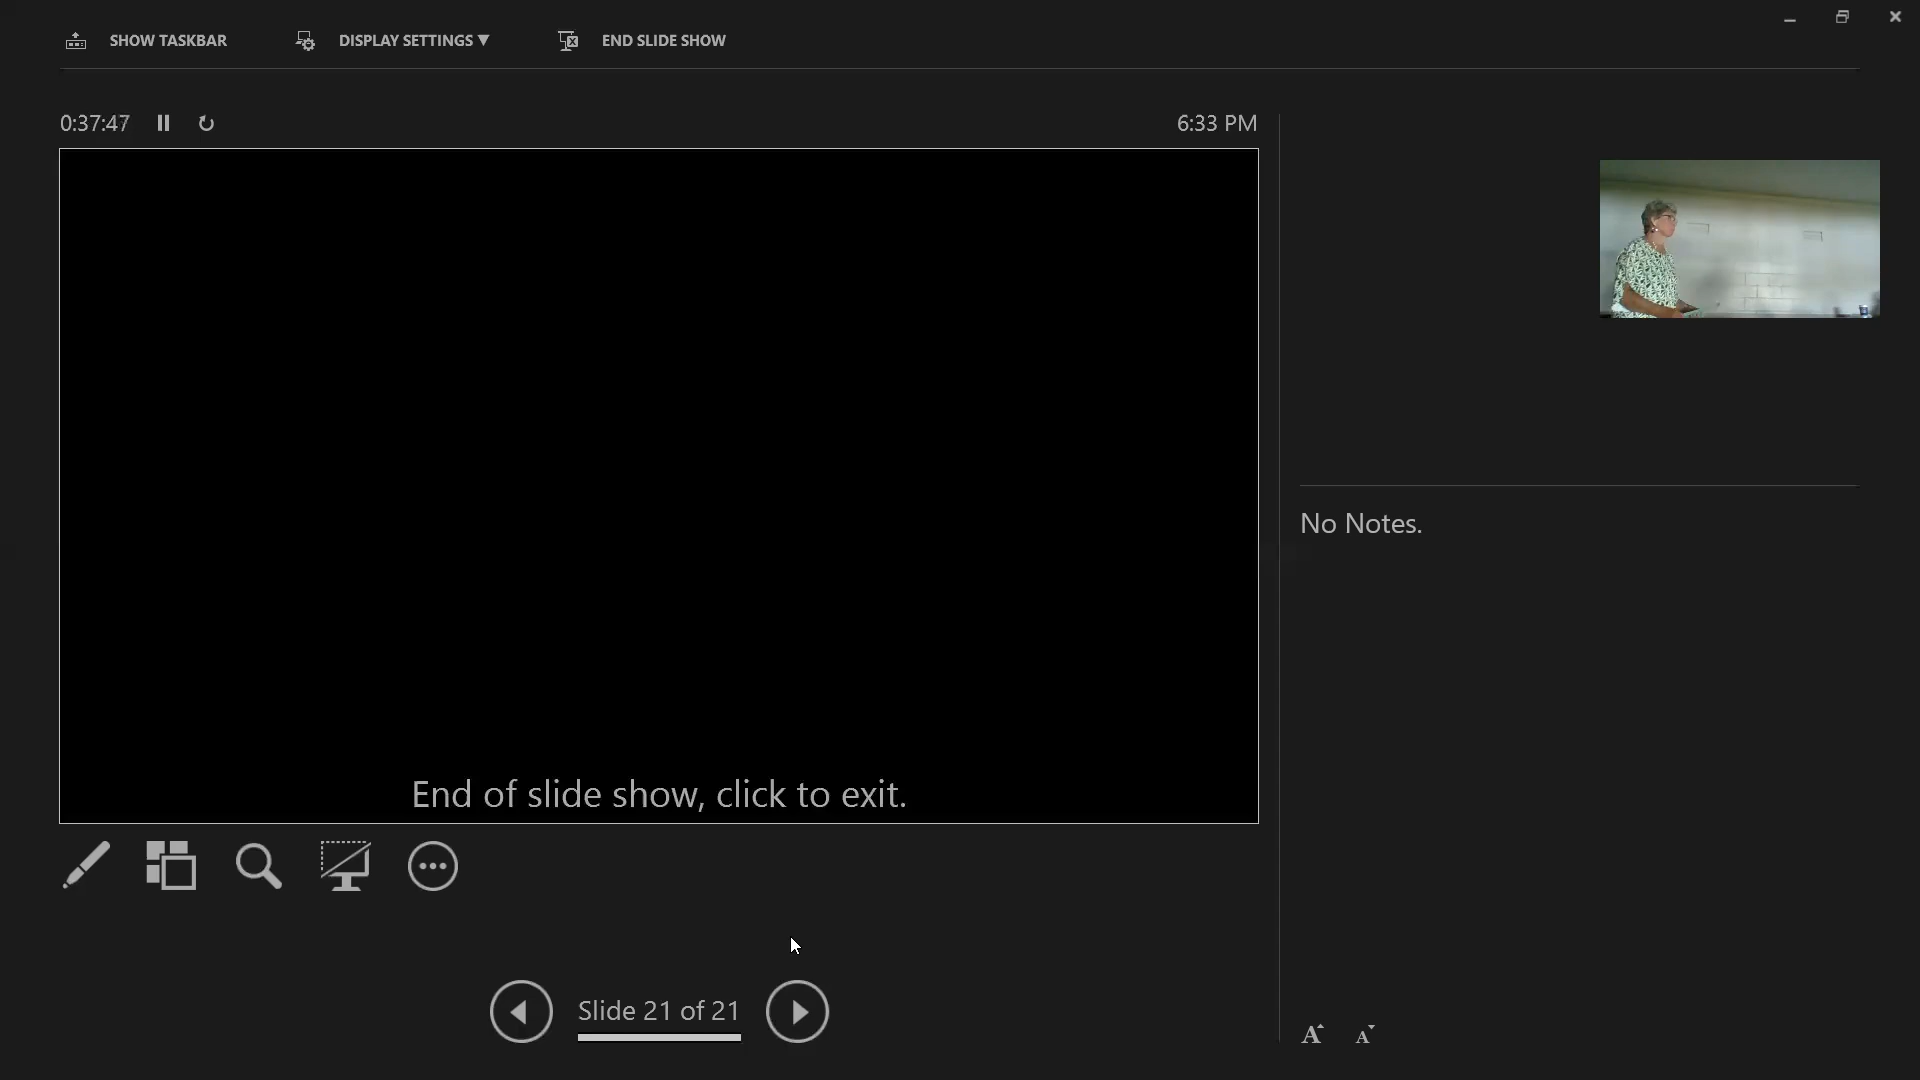 SHOW TASKBAR
DISPLAY SETTINGS ▼
END SLIDE SHOW
0:37:47
6:33 PM
End of slide show, click to exit.
No Notes.
Slide 21 of 21
A A